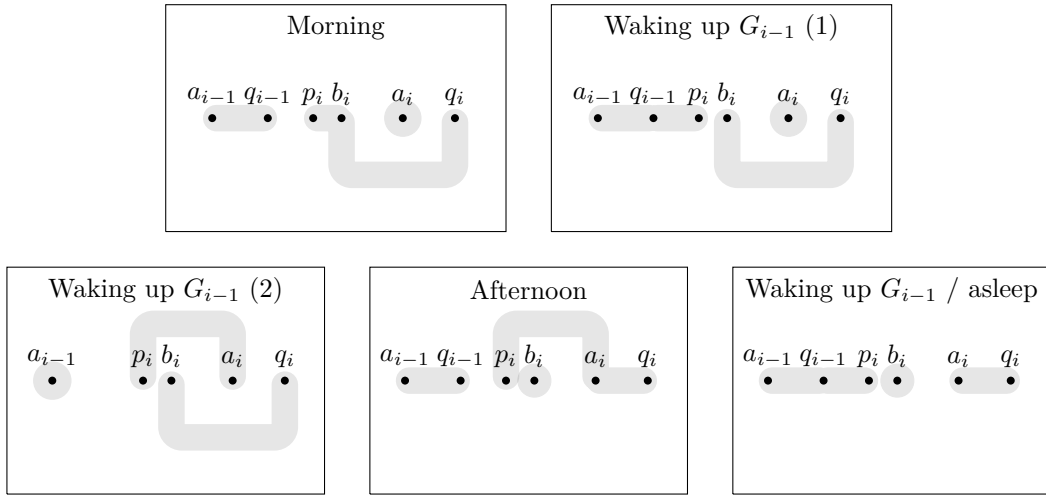 Morning
a_{i−1} q_{i−1} p_i b_i a_i q_i
Waking up G_{i−1} (1)
a_{i−1} q_{i−1} p_i b_i a_i q_i
Waking up G_{i−1} (2)
a_{i−1} p_i b_i a_i q_i
Afternoon
a_{i−1} q_{i−1} p_i b_i a_i q_i
Waking up G_{i−1} / asleep
a_{i−1} q_{i−1} p_i b_i a_i q_i